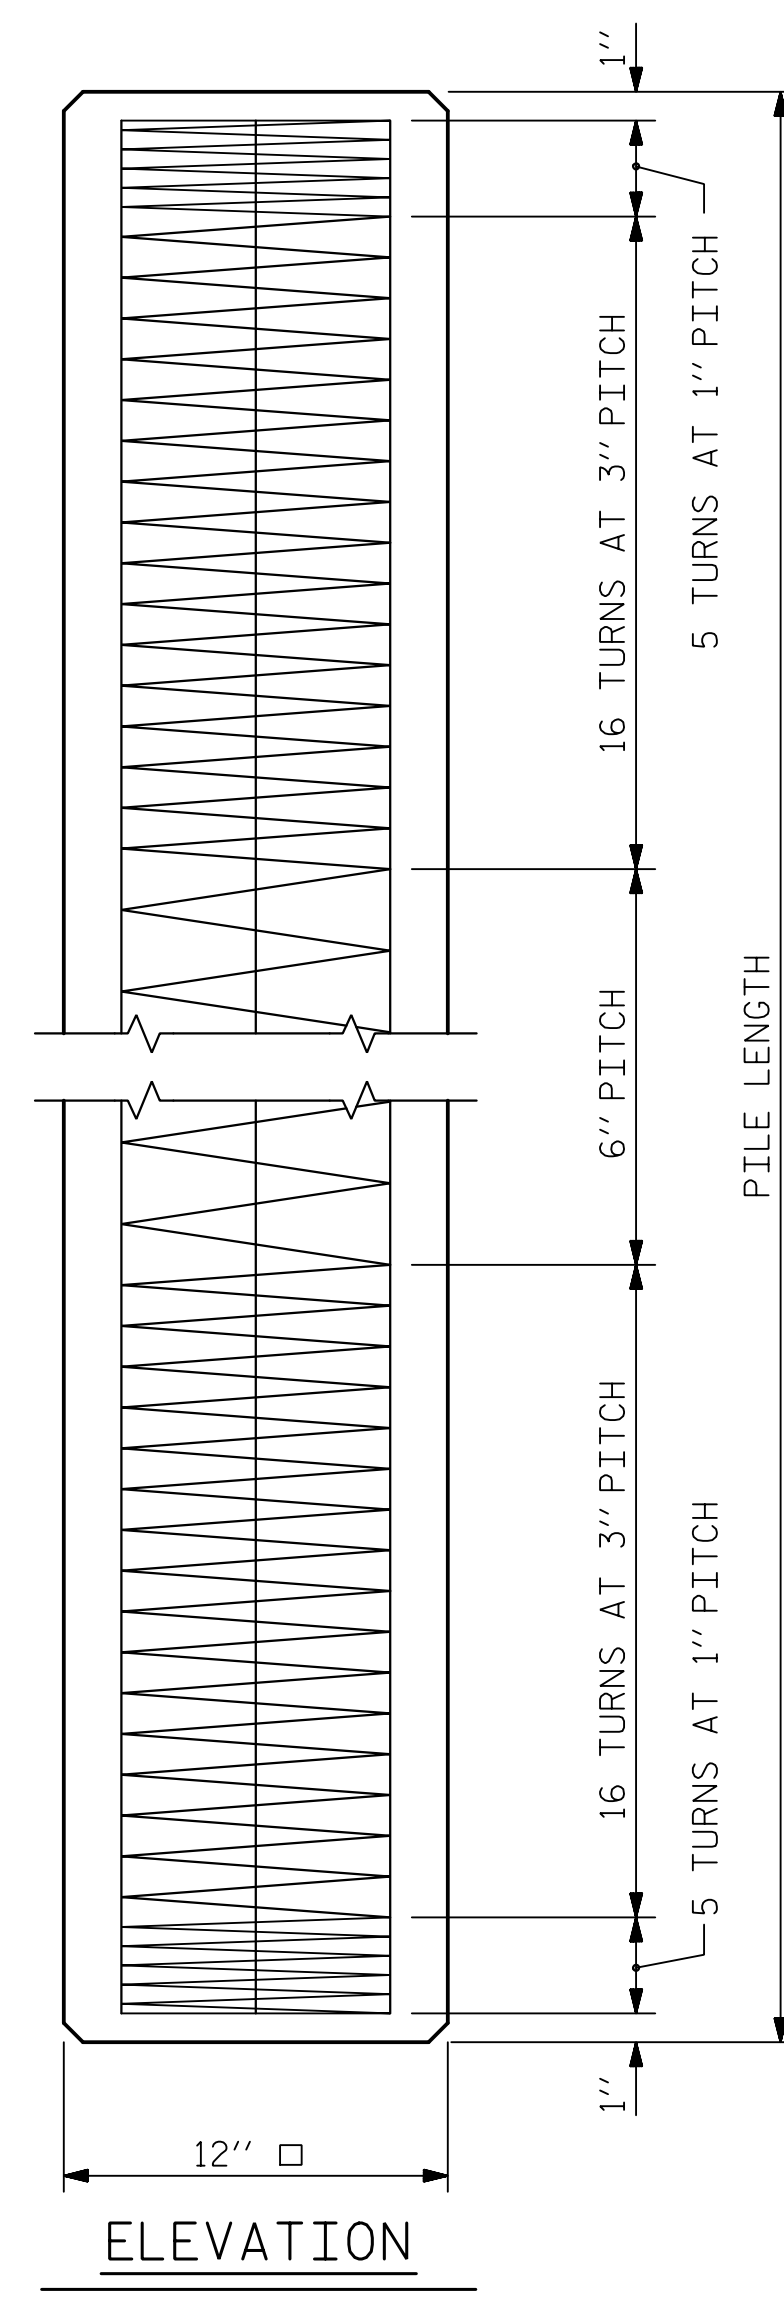 1''
5 TURNS AT 1'' PITCH
16 TURNS AT 3'' PITCH
6'' PITCH
PILE LENGTH
16 TURNS AT 3'' PITCH
5 TURNS AT 1'' PITCH
1''
12'' □
ELEVATION